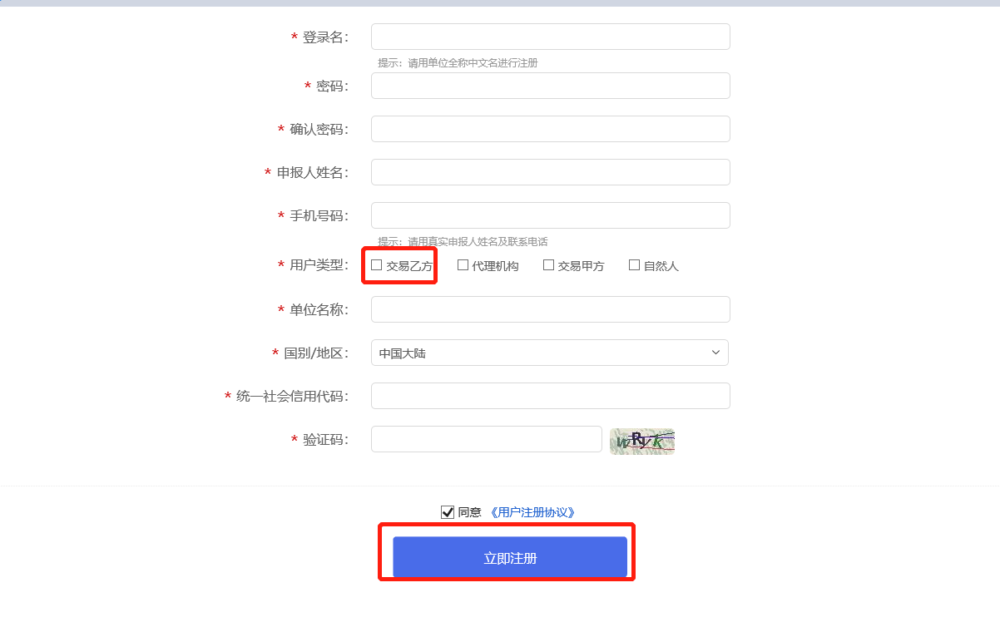 * 登录名：
提示：请用单位全称中文名进行注册
* 密码：
* 确认密码：
* 申报人姓名：
* 手机号码：
提示：请用真实申报人姓名及联系电话
* 用户类型： 交易乙方 代理机构 交易甲方 自然人
* 单位名称：
* 国别/地区： 中国大陆
* 统一社会信用代码：
* 验证码： WRYK
同意 《用户注册协议》
立即注册